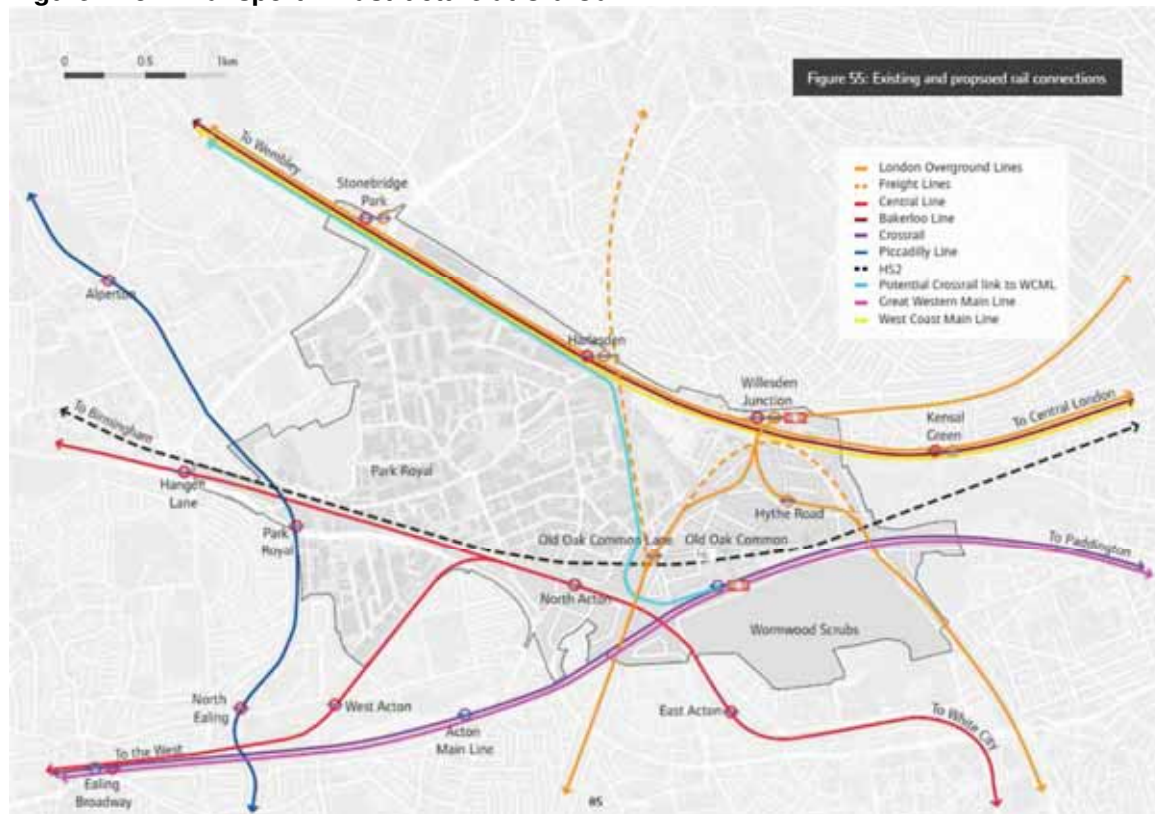 0 0.5 1km
Figure 55: Existing and propsoed rail connections
London Overground Lines
Freight Lines
Central Line
Bakerloo Line
Crossrail
Piccadilly Line
HS2
Potential Crossrail link to WCML
Great Western Main Line
West Coast Main Line
To Wembley
Stonebridge
Park
Alperton
Harlesden
Willesden
Junction
Kensal
Green
To Central London
To Birmingham
Hanger
Lane
Park Royal
Park
Royal
Hythe Road
Old Oak Common Lane
Old Oak Common
To Paddington
North Acton
Wormwood Scrubs
North
Ealing
West Acton
Acton
Main Line
East Acton
To White City
To the West
Ealing
Broadway